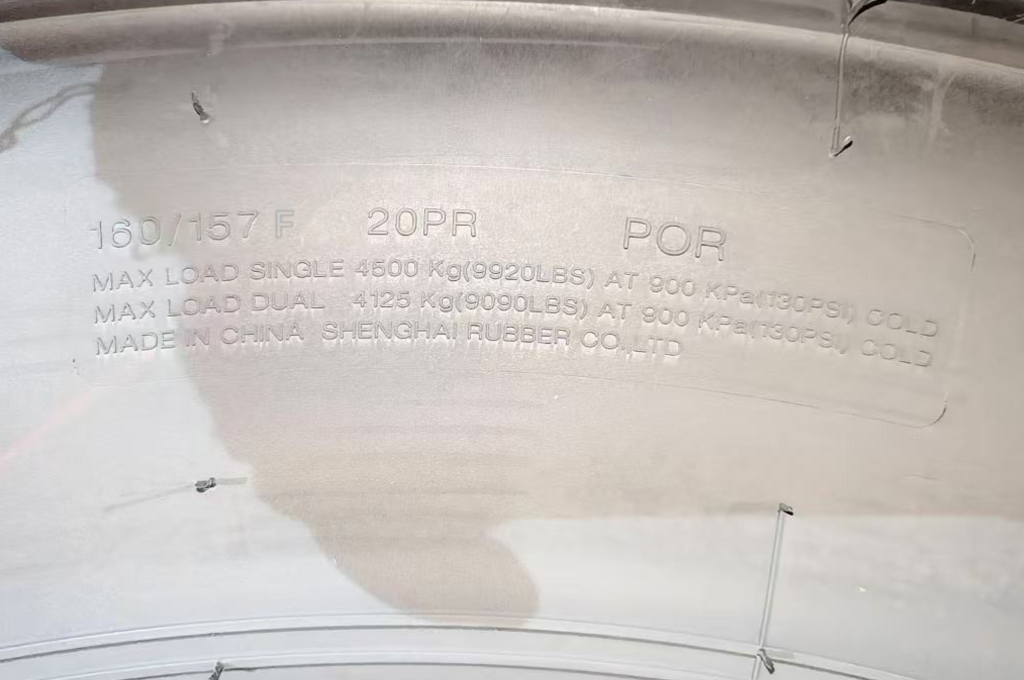 160/157 F 20PR POR
MAX LOAD SINGLE 4500 Kg(9920LBS) AT 900 KPa(130PSI) COLD
MAX LOAD DUAL 4125 Kg(9090LBS) AT 900 KPa(130PSI) COLD
MADE IN CHINA SHENGHAI RUBBER CO.,LTD